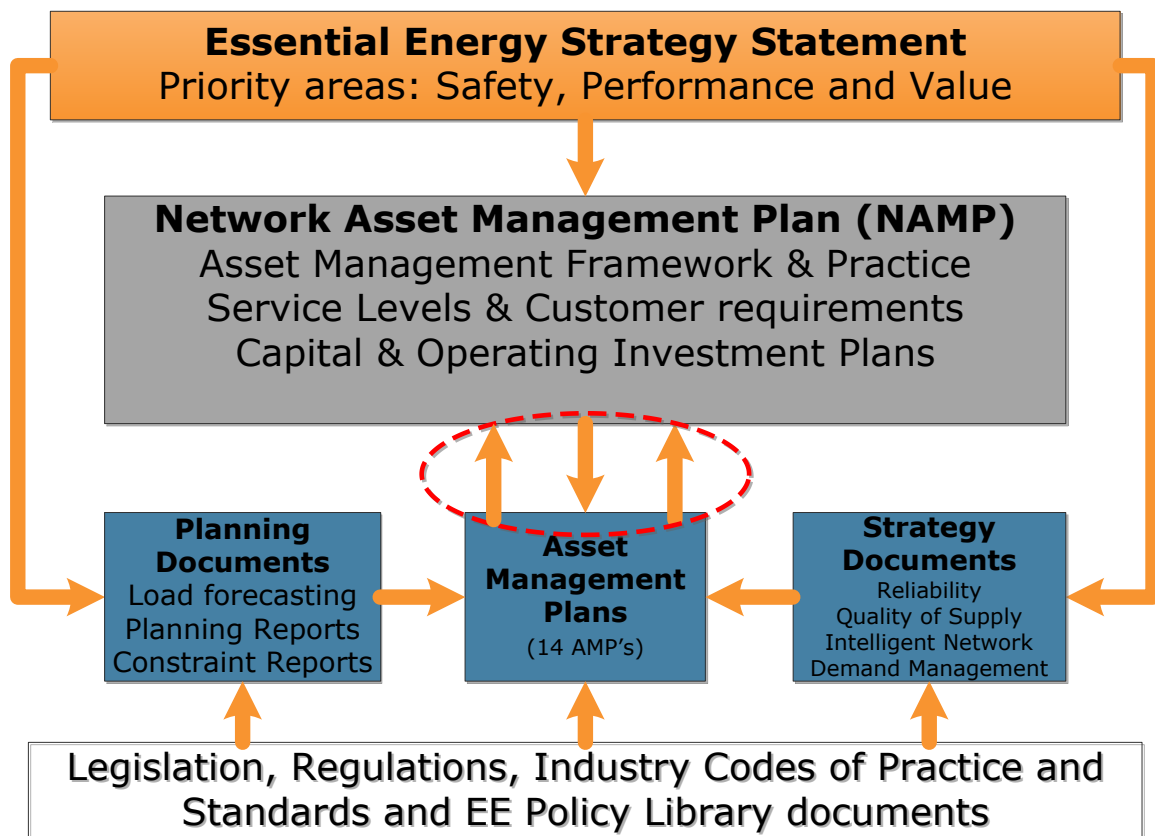 Essential Energy Strategy Statement
Priority areas: Safety, Performance and Value
Network Asset Management Plan (NAMP)
Asset Management Framework & Practice
Service Levels & Customer requirements
Capital & Operating Investment Plans
Planning
Documents
Load forecasting
Planning Reports
Constraint Reports
Asset
Management
Plans
(14 AMP's)
Strategy
Documents
Reliability
Quality of Supply
Intelligent Network
Demand Management
Legislation, Regulations, Industry Codes of Practice and
Standards and EE Policy Library documents